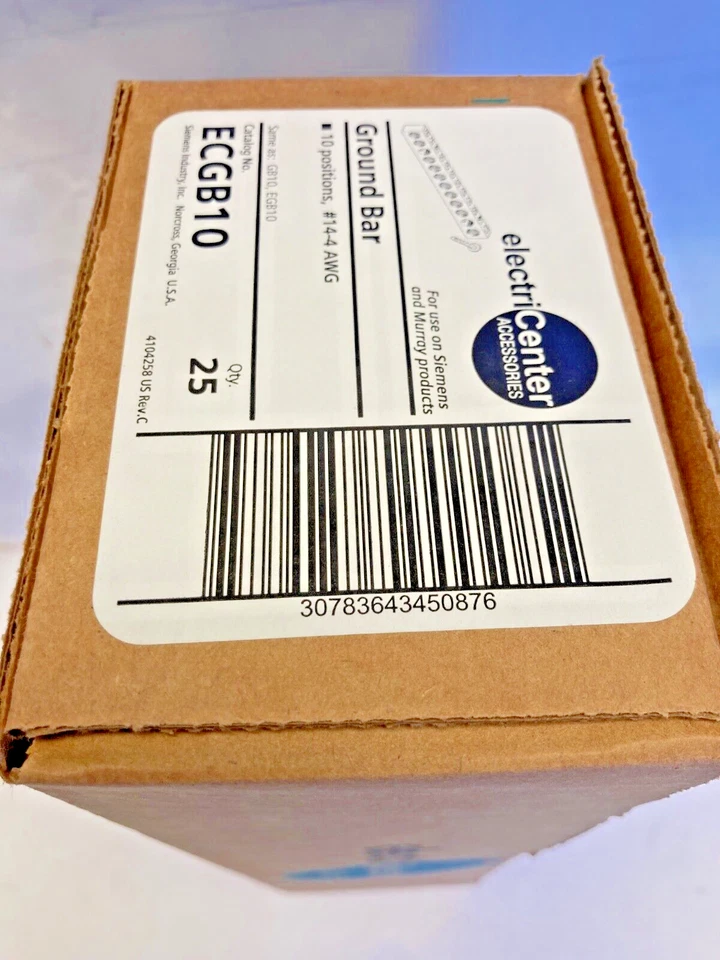 electriCenter
ACCESSORIES
For use on Siemens
and Murray products
Ground Bar
▪ 10 positions, #14-4 AWG
Same as: GB10, EGB10
Catalog No.
ECGB10
Qty.
25
Siemens Industry, Inc. Norcross, Georgia U.S.A.
4104258 US Rev.C
30783643450876